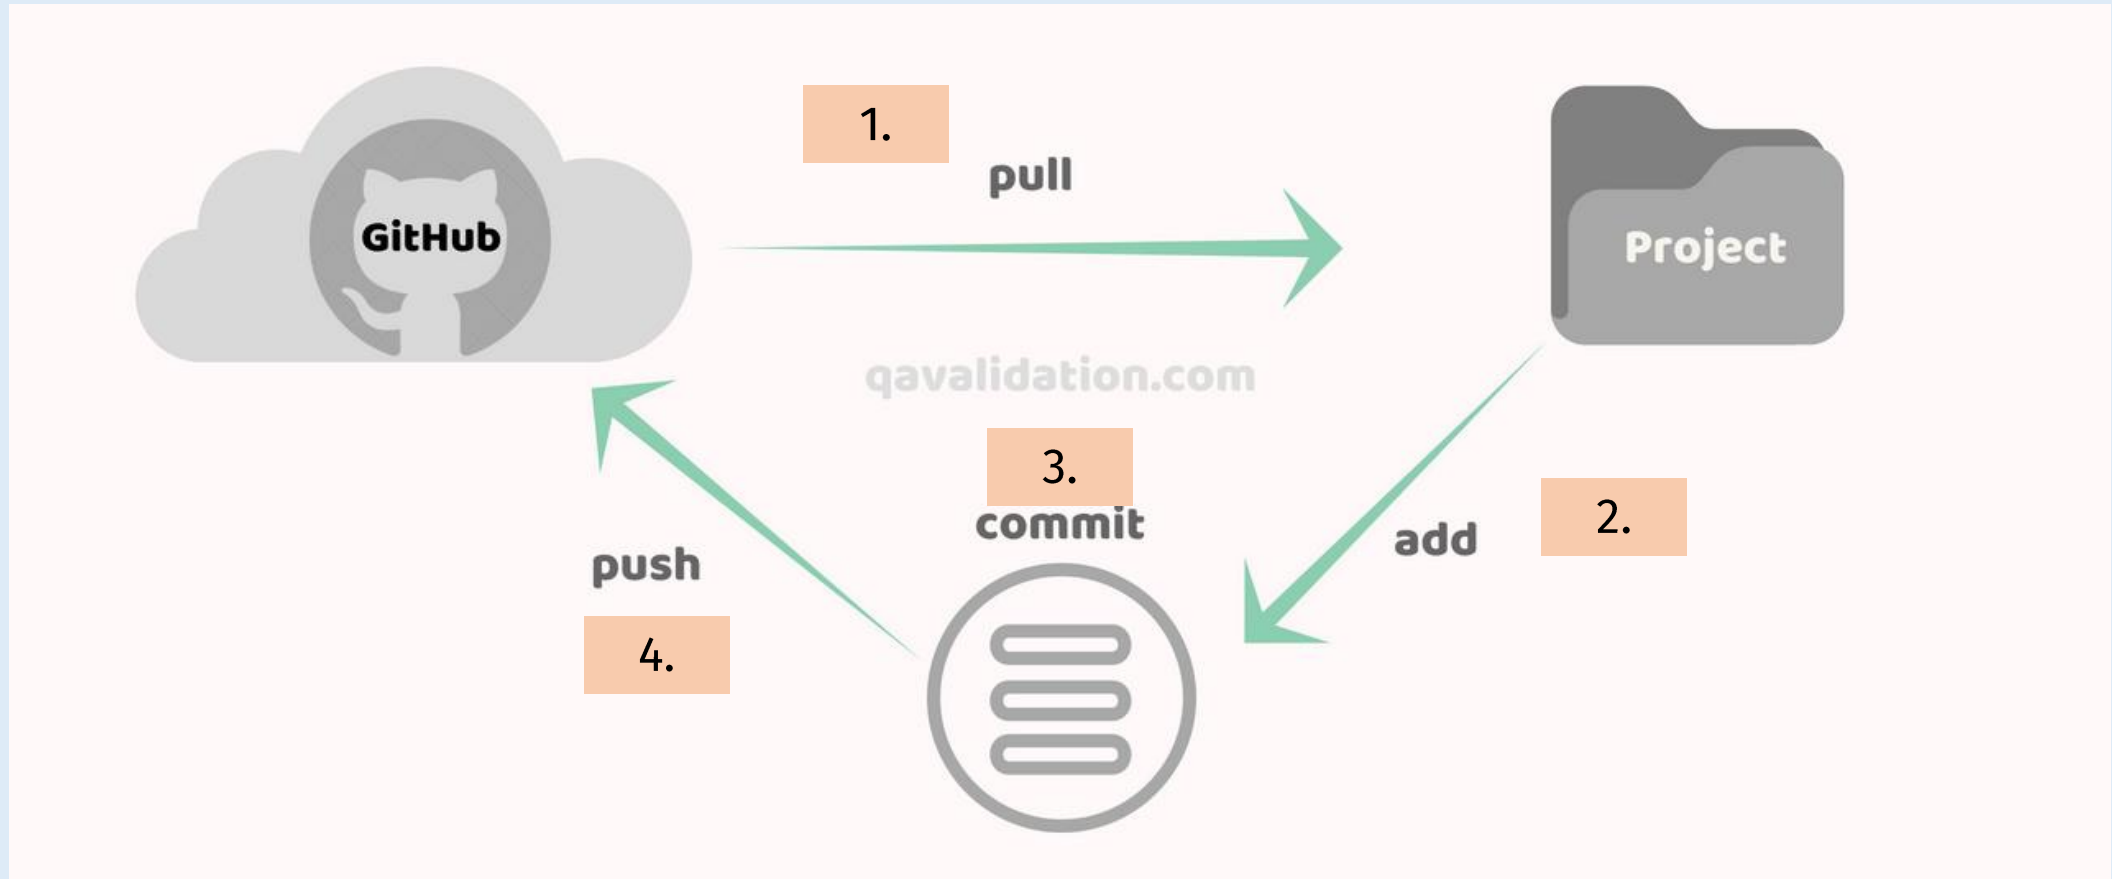 1.
pull
GitHub
Project
qavalidation.com
3.
commit
2.
add
push
4.